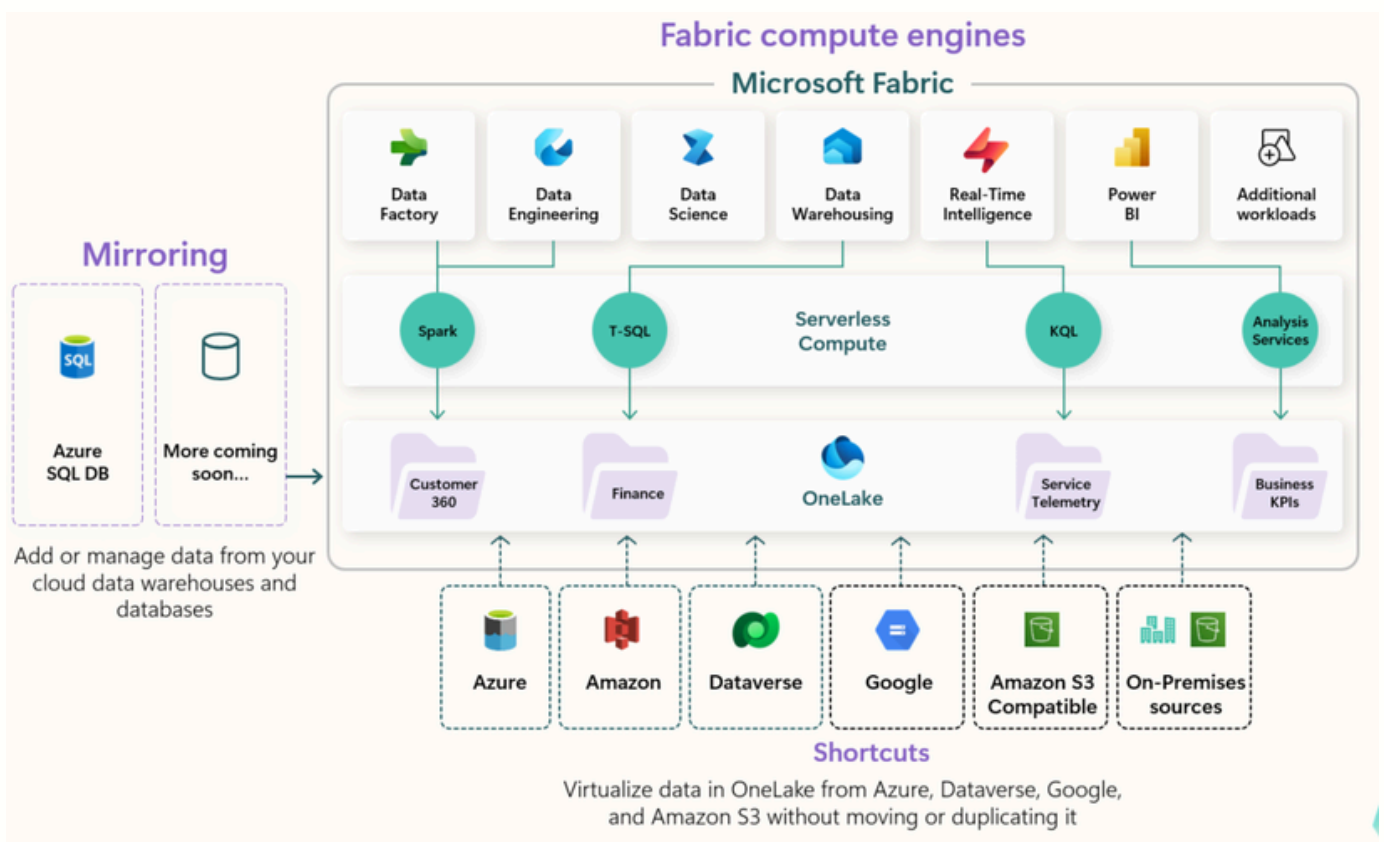 Fabric compute engines
Microsoft Fabric
Data
Factory
Data
Engineering
Data
Science
Data
Warehousing
Real-Time
Intelligence
Power
BI
Additional
workloads
Mirroring
SQL
Azure
SQL DB
More coming
soon...
Add or manage data from your
cloud data warehouses and
databases
Spark
T-SQL
Serverless
Compute
KQL
Analysis
Services
Customer
360
Finance
OneLake
Service
Telemetry
Business
KPIs
Azure
Amazon
Dataverse
Google
Amazon S3
Compatible
On-Premises
sources
Shortcuts
Virtualize data in OneLake from Azure, Dataverse, Google,
and Amazon S3 without moving or duplicating it